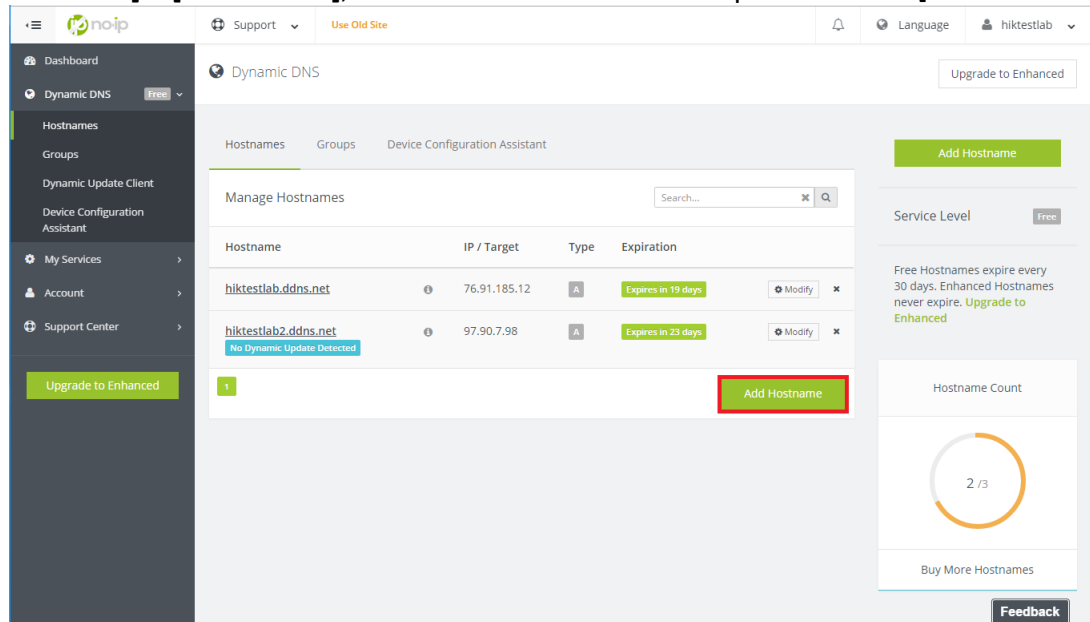 no-ip
Support
Use Old Site
Language
hiktestlab
Dashboard
Dynamic DNS Free
Hostnames
Groups
Dynamic Update Client
Device Configuration
Assistant
My Services
Account
Support Center
Upgrade to Enhanced
Dynamic DNS
Upgrade to Enhanced
Hostnames Groups Device Configuration Assistant
Manage Hostnames
Search...
Hostname IP / Target Type Expiration
hiktestlab.ddns.net 76.91.185.12 A Expires in 19 days Modify
hiktestlab2.ddns.net 97.90.7.98 A Expires in 23 days Modify
No Dynamic Update Detected
1
Add Hostname
Add Hostname
Service Level Free
Free Hostnames expire every
30 days. Enhanced Hostnames
never expire. Upgrade to
Enhanced
Hostname Count
2 /3
Buy More Hostnames
Feedback